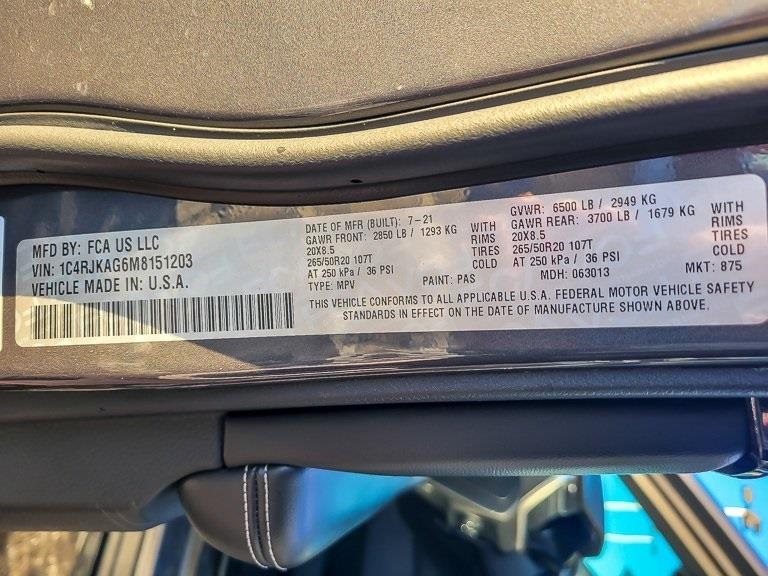 MFD BY: FCA US LLC
VIN: 1C4RJKAG6M8151203
VEHICLE MADE IN: U.S.A.
DATE OF MFR (BUILT): 7-21
GAWR FRONT: 2850 LB / 1293 KG WITH
20X8.5 RIMS
265/50R20 107T TIRES
AT 250 kPa / 36 PSI COLD
TYPE: MPV PAINT: PAS
GVWR: 6500 LB / 2949 KG
GAWR REAR: 3700 LB / 1679 KG WITH
20X8.5 RIMS
265/50R20 107T TIRES
AT 250 kPa / 36 PSI COLD
MDH: 063013 MKT: 875
THIS VEHICLE CONFORMS TO ALL APPLICABLE U.S.A. FEDERAL MOTOR VEHICLE SAFETY
STANDARDS IN EFFECT ON THE DATE OF MANUFACTURE SHOWN ABOVE.